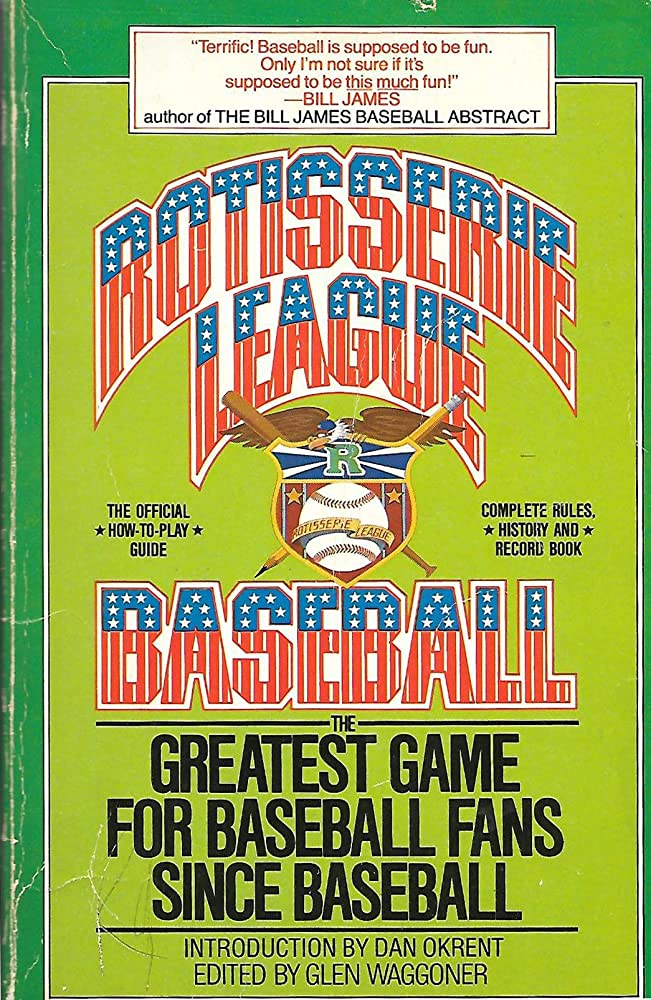 "Terrific! Baseball is supposed to be fun.
Only I'm not sure if it's
supposed to be this much fun!"
—BILL JAMES
author of THE BILL JAMES BASEBALL ABSTRACT
ROTISSERIE
LEAGUE
R
ROTISSERIE LEAGUE
THE OFFICIAL
★HOW-TO-PLAY★
GUIDE
COMPLETE RULES,
★HISTORY AND★
RECORD BOOK
BASEBALL
THE
GREATEST GAME
FOR BASEBALL FANS
SINCE BASEBALL
INTRODUCTION BY DAN OKRENT
EDITED BY GLEN WAGGONER